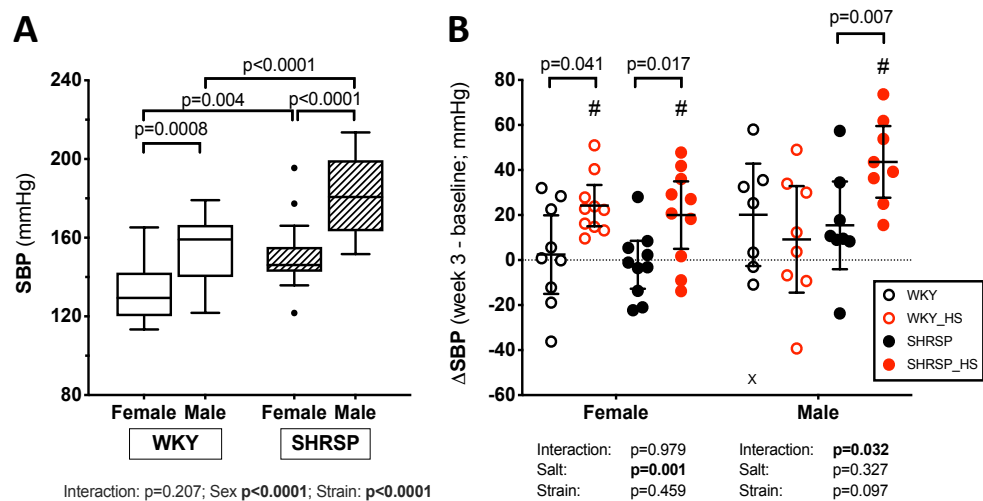 A
p<0.0001
p=0.004
p<0.0001
p=0.0008
SBP (mmHg)
240
200
160
120
80
Female Male Female Male
WKY SHRSP
Interaction: p=0.207; Sex p<0.0001; Strain: p<0.0001
B
p=0.007
p=0.041 p=0.017
# # #
ΔSBP (week 3 - baseline; mmHg)
80
60
40
20
0
-20
-40
-60
x
WKY
WKY_HS
SHRSP
SHRSP_HS
Female Male
Interaction: p=0.979 Interaction: p=0.032
Salt: p=0.001 Salt: p=0.327
Strain: p=0.459 Strain: p=0.097